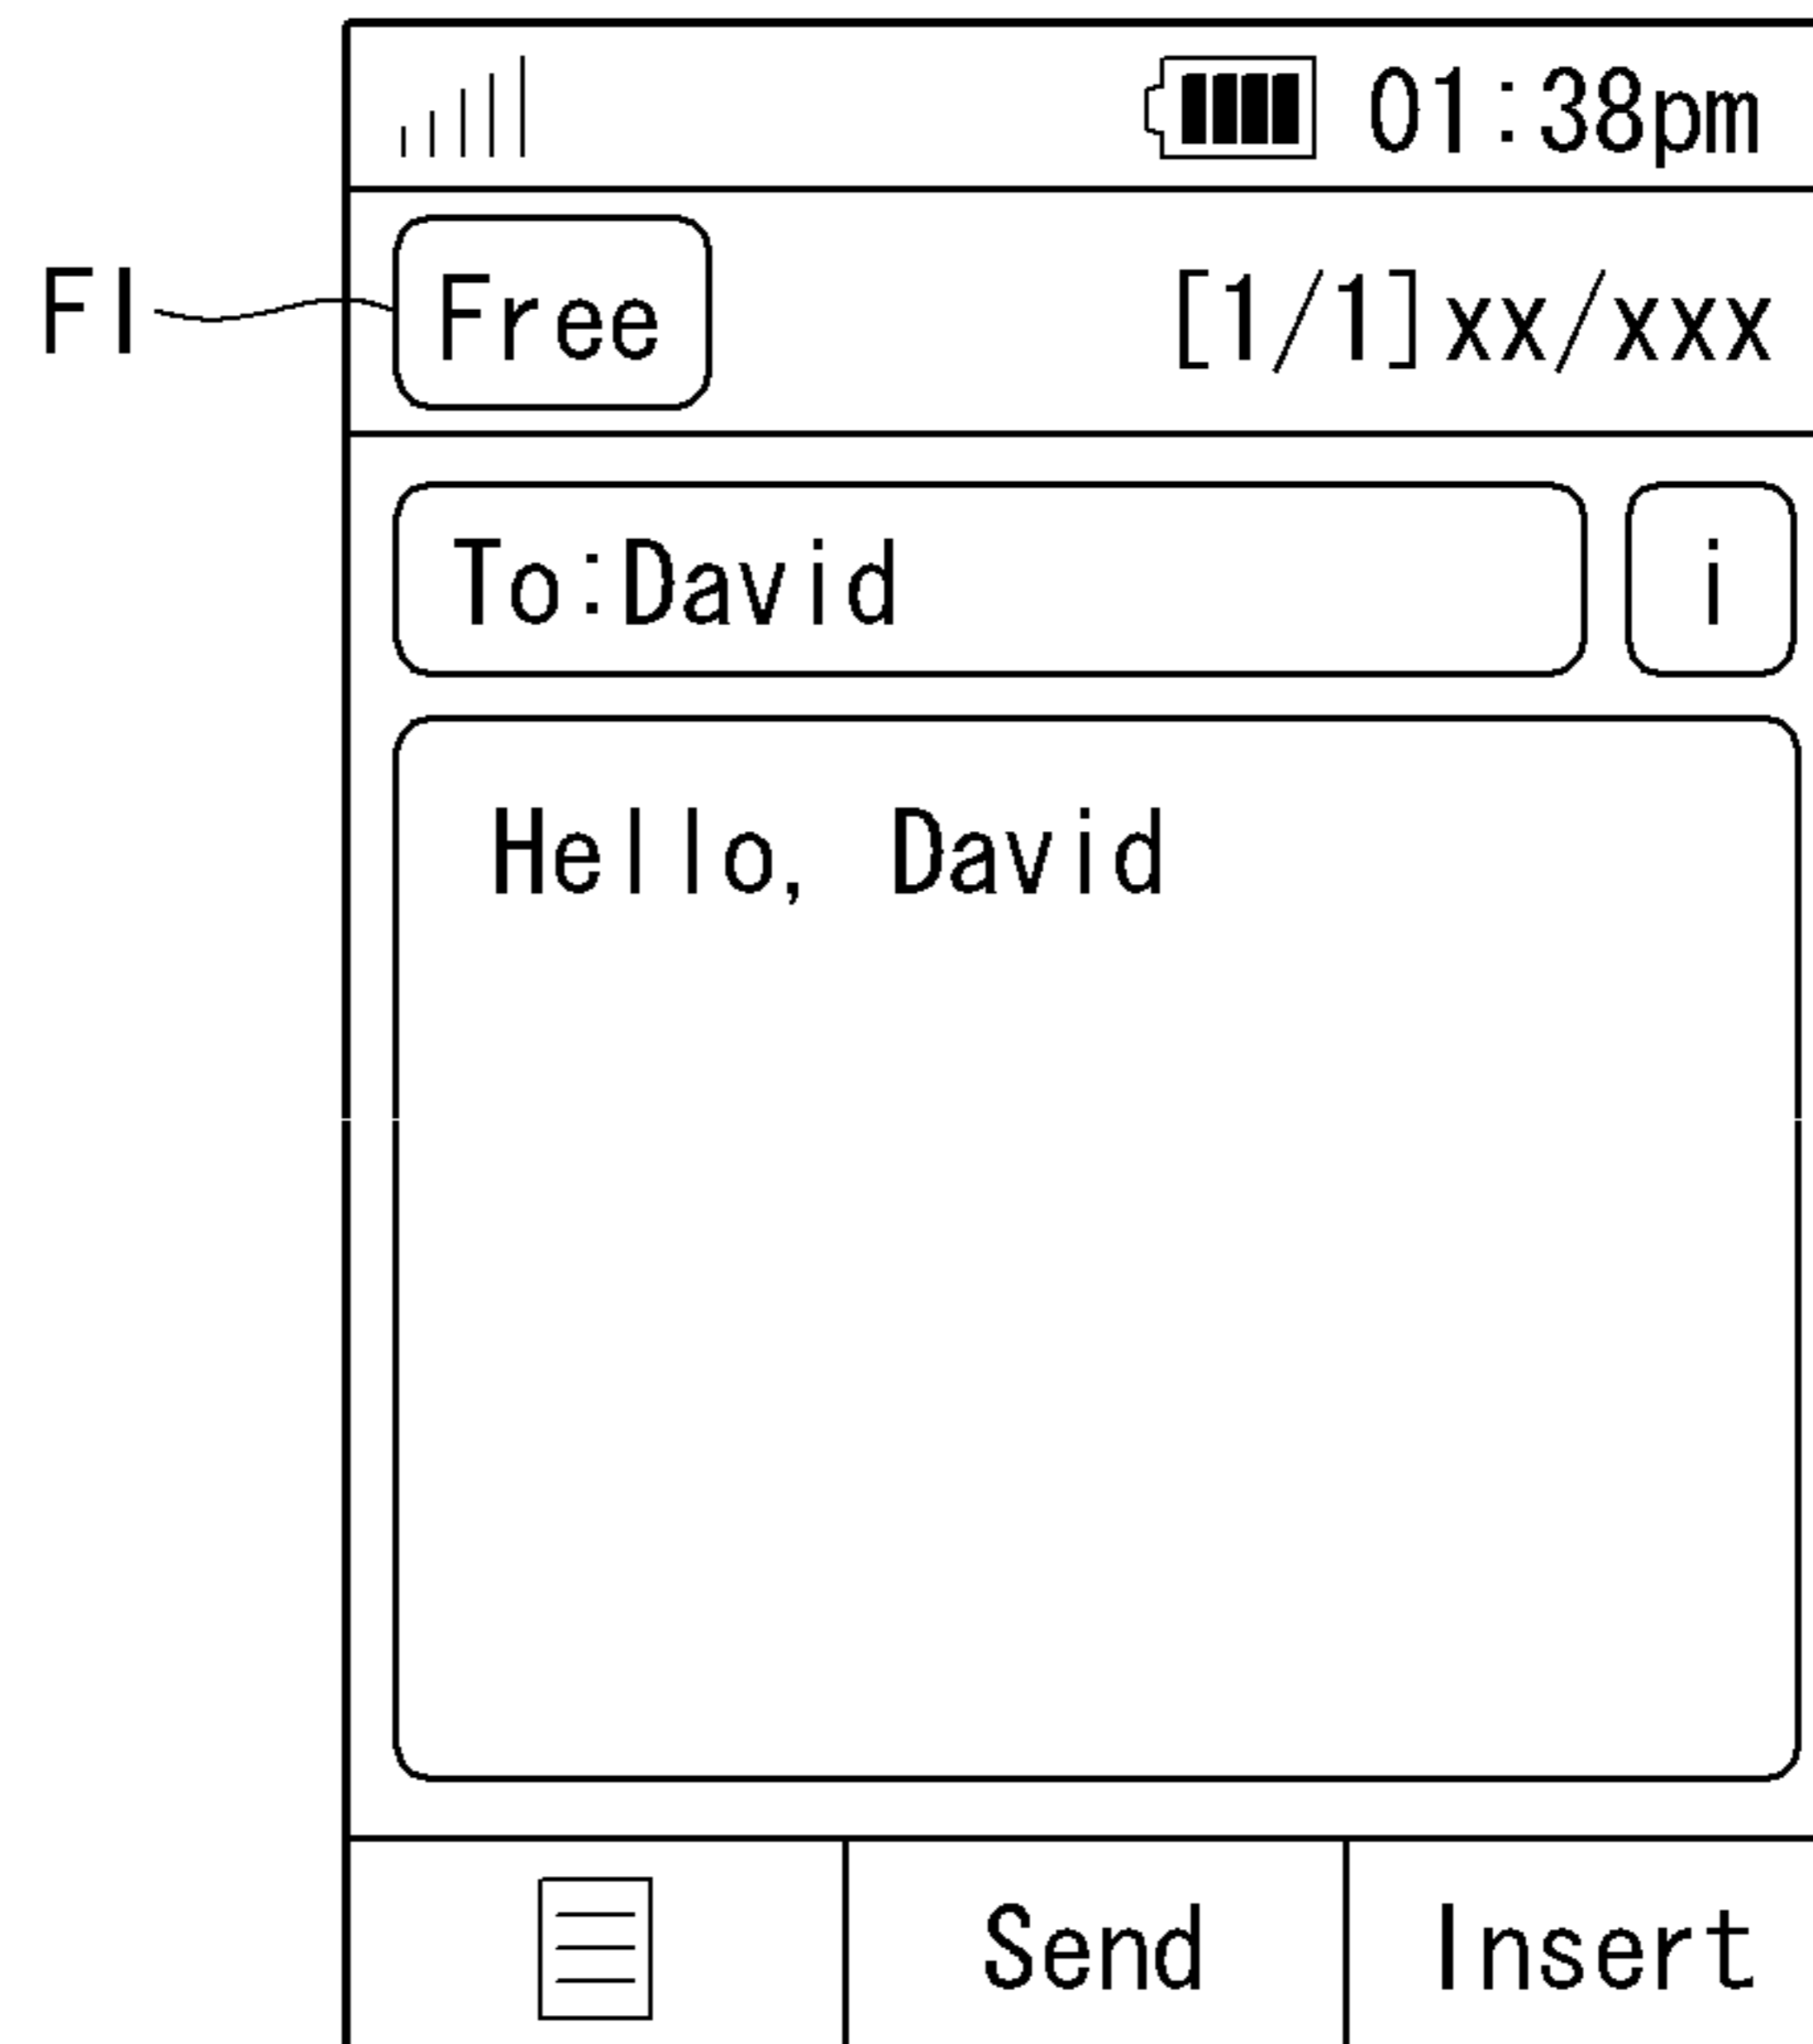 01:38pm
FI Free [1/1]xx/xxx
To:David i
Hello, David
Send Insert